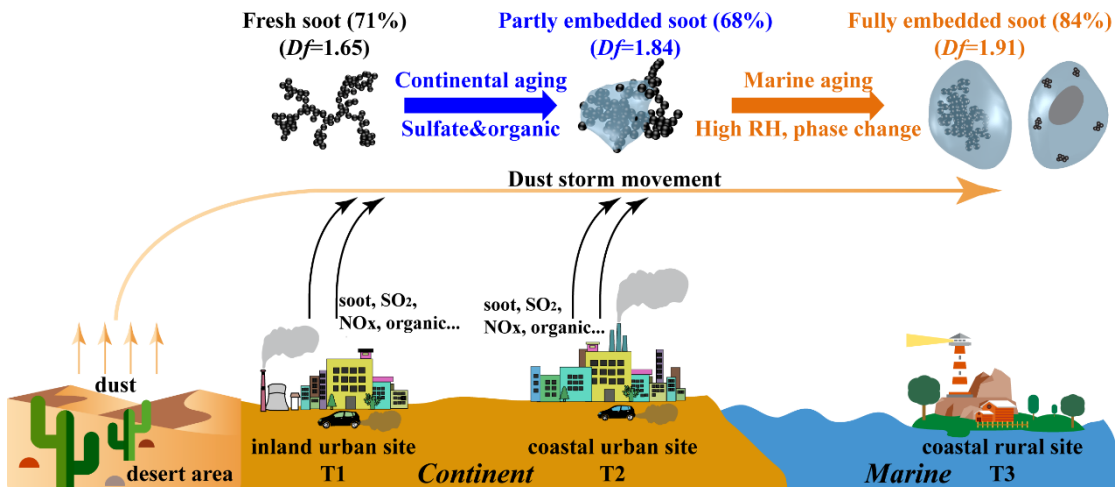 Fresh soot (71%)
(Df=1.65)
Partly embedded soot (68%)
(Df=1.84)
Fully embedded soot (84%)
(Df=1.91)
Continental aging
Sulfate&organic
Marine aging
High RH, phase change
Dust storm movement
soot, SO₂,
NOx, organic...
soot, SO₂,
NOx, organic...
dust
desert area
inland urban site
T1
Continent
coastal urban site
T2
Marine
coastal rural site
T3